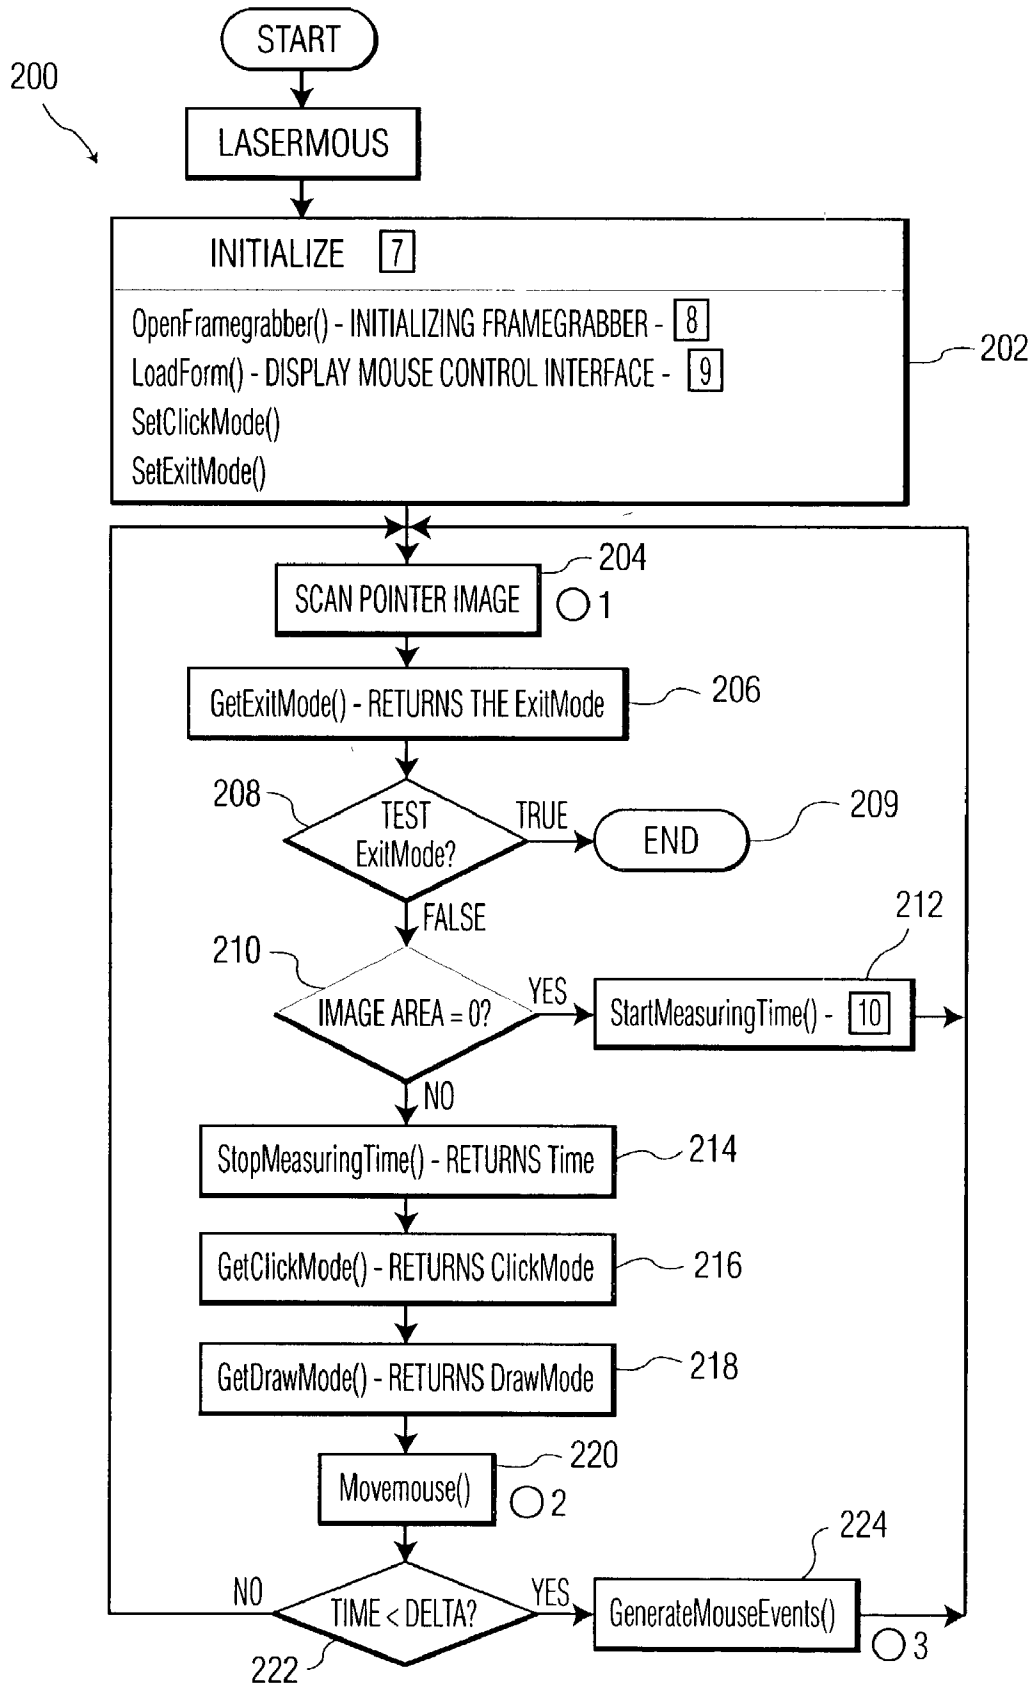 START
200
LASERMOUS
INITIALIZE 7
OpenFramegrabber() - INITIALIZING FRAMEGRABBER - 8
LoadForm() - DISPLAY MOUSE CONTROL INTERFACE - 9
202
SetClickMode()
SetExitMode()
204
SCAN POINTER IMAGE
1
GetExitMode() - RETURNS THE ExitMode
206
208
TEST
ExitMode?
TRUE
END
209
FALSE
210
IMAGE AREA = 0?
YES
212
StartMeasuringTime() - 10
NO
StopMeasuringTime() - RETURNS Time
214
GetClickMode() - RETURNS ClickMode
216
GetDrawMode() - RETURNS DrawMode
218
220
Movemouse()
2
NO
TIME < DELTA?
YES
224
GenerateMouseEvents()
3
222